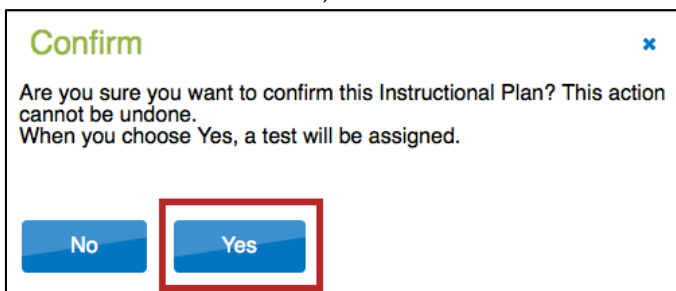 Confirm
Are you sure you want to confirm this Instructional Plan? This action
cannot be undone.
When you choose Yes, a test will be assigned.
No
Yes